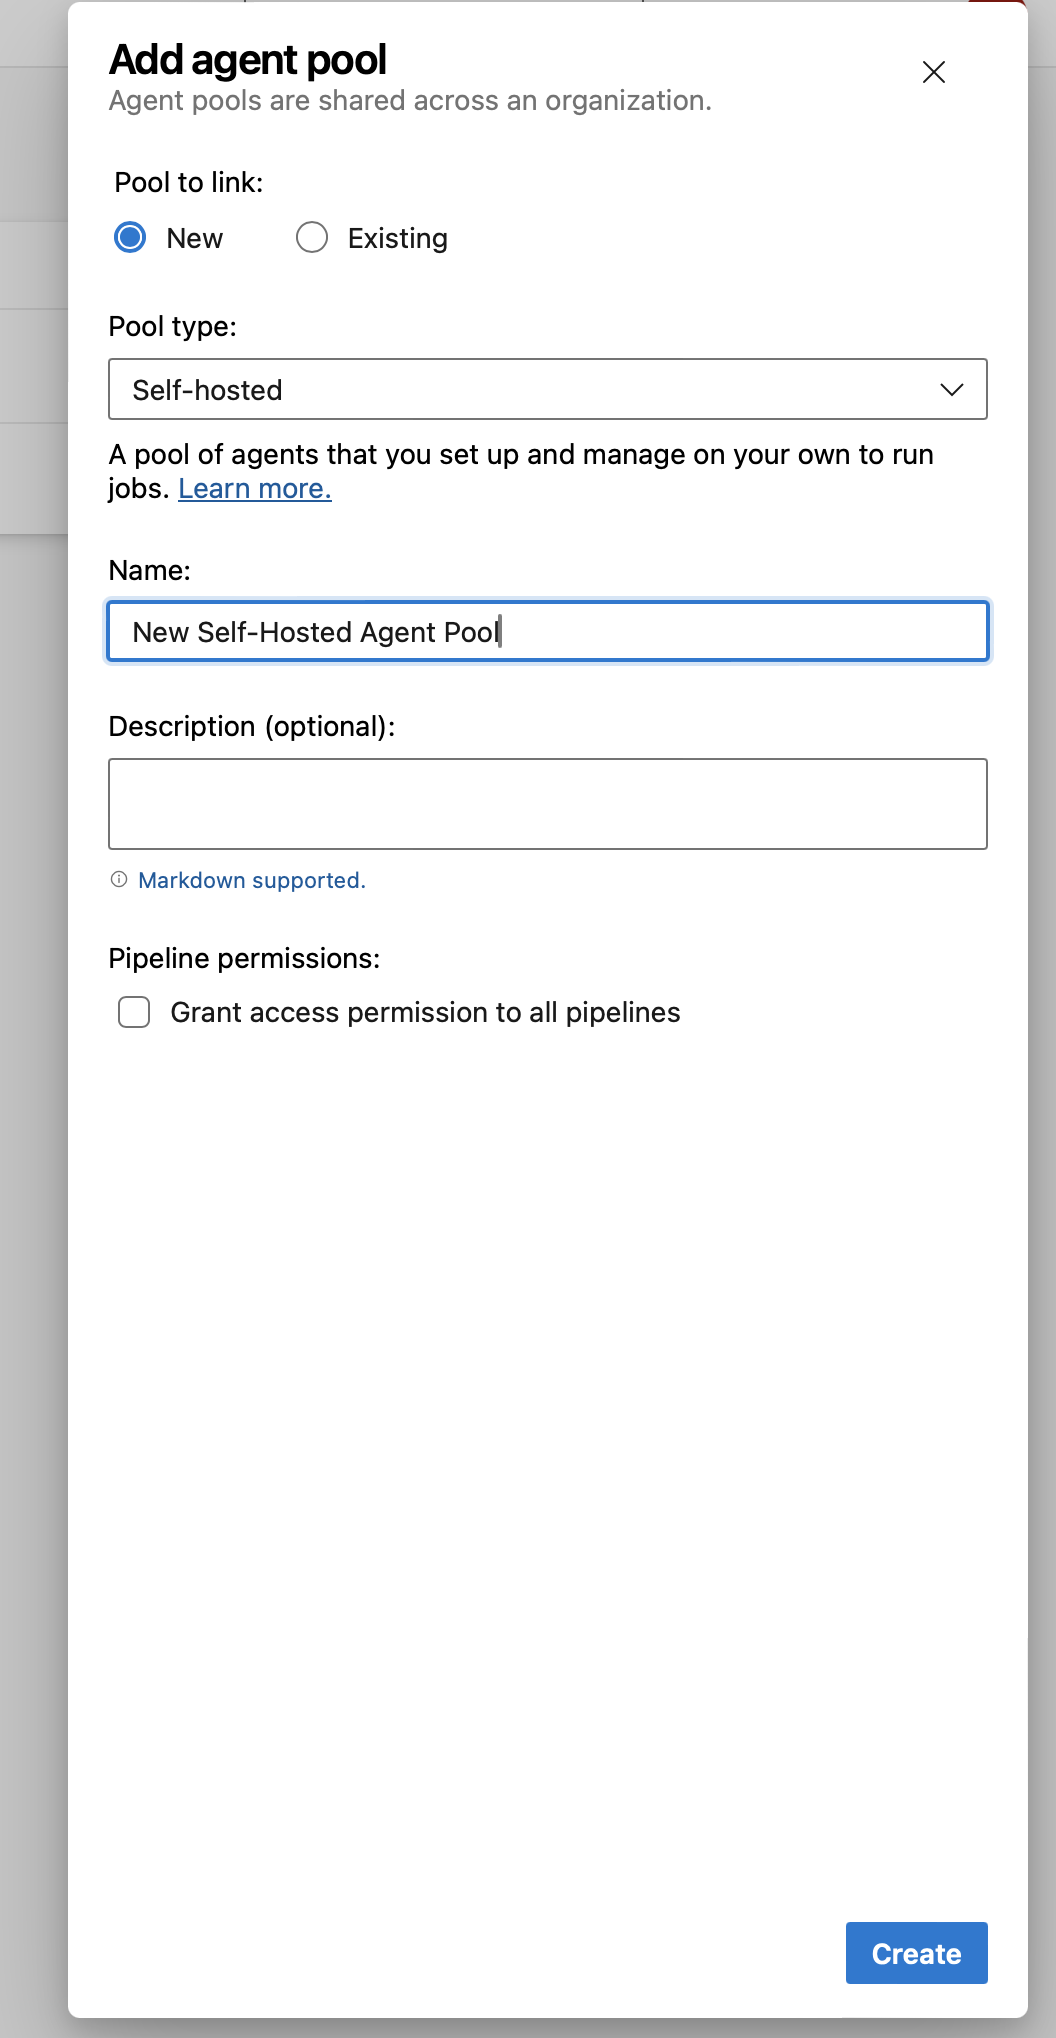 Add agent pool
Agent pools are shared across an organization.
Pool to link:
New
Existing
Pool type:
Self-hosted
A pool of agents that you set up and manage on your own to run
jobs. Learn more.
Name:
New Self-Hosted Agent Pool
Description (optional):
Markdown supported.
Pipeline permissions:
Grant access permission to all pipelines
Create